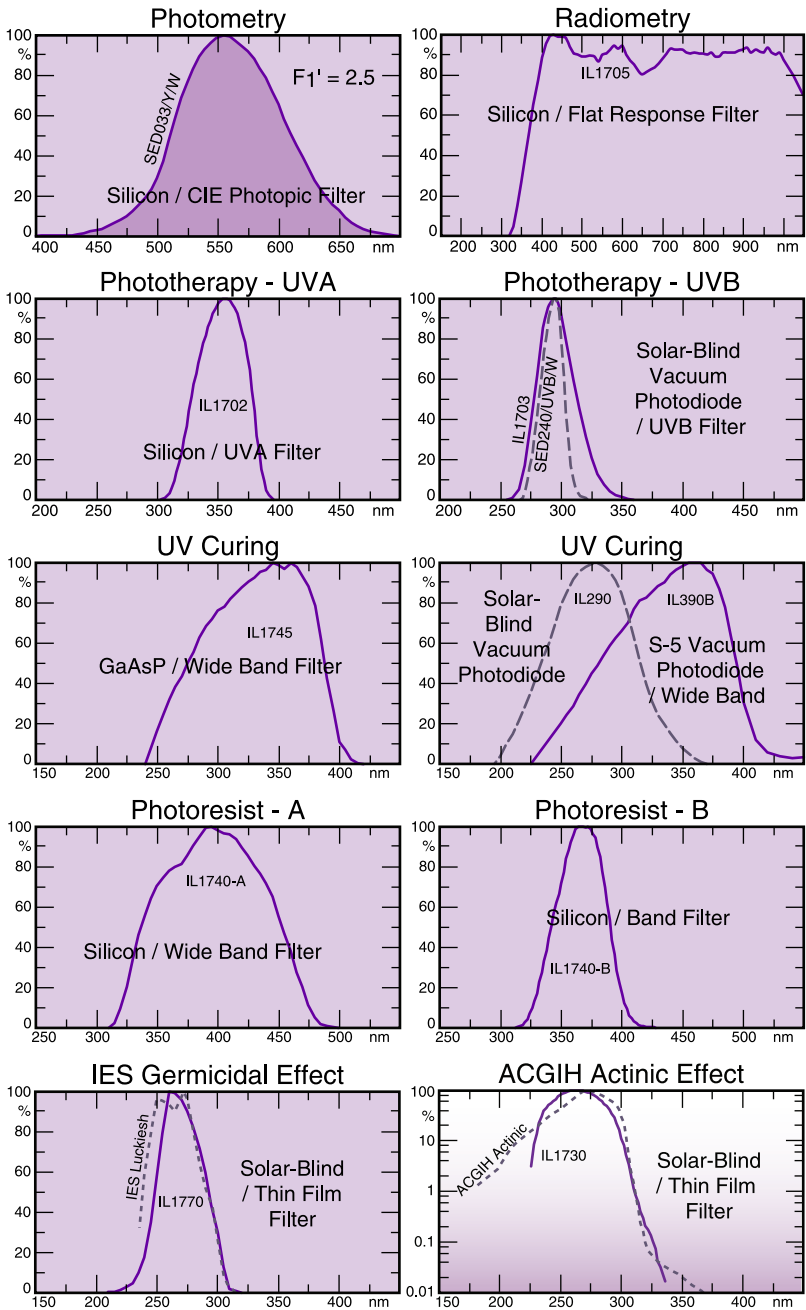 Photometry
100
%
80
60
40
20
F1' = 2.5
SED033/Y/W
Silicon / CIE Photopic Filter
400 450 500 550 600 650 nm
Radiometry
100
%
80
60
40
20
0
IL1705
Silicon / Flat Response Filter
200 300 400 500 600 700 800 900 nm
Phototherapy - UVA
100
%
80
60
40
20
0
IL1702
Silicon / UVA Filter
200 250 300 350 400 450 nm
Phototherapy - UVB
100
%
80
60
40
20
0
IL1703
SED240/UVB/W
Solar-Blind
Vacuum
Photodiode
/ UVB Filter
200 250 300 350 400 450 nm
UV Curing
100
%
80
60
40
20
0
IL1745
GaAsP / Wide Band Filter
150 200 250 300 350 400 nm
UV Curing
100
%
80
60
40
20
0
Solar-
Blind
Vacuum
Photodiode
IL290
IL390B
S-5 Vacuum
Photodiode
/ Wide Band
150 200 250 300 350 400 nm
Photoresist - A
100
%
80
60
40
20
0
IL1740-A
Silicon / Wide Band Filter
250 300 350 400 450 500 nm
Photoresist - B
100
%
80
60
40
20
0
Silicon / Band Filter
IL1740-B
250 300 350 400 450 500 nm
IES Germicidal Effect
100
%
80
60
40
20
0
IES Luckiesh
IL1770
Solar-Blind
/ Thin Film
Filter
150 200 250 300 350 400 nm
ACGIH Actinic Effect
100
%
10
1
0.1
0.01
ACGIH Actinic
IL1730
Solar-Blind
/ Thin Film
Filter
150 200 250 300 350 400 nm